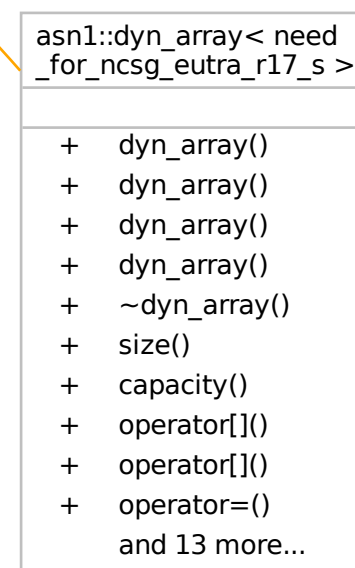 asn1::dyn_array< need
_for_ncsg_eutra_r17_s >
+ dyn_array()
+ dyn_array()
+ dyn_array()
+ dyn_array()
+ ~dyn_array()
+ size()
+ capacity()
+ operator[]()
+ operator[]()
+ operator=()
and 13 more...